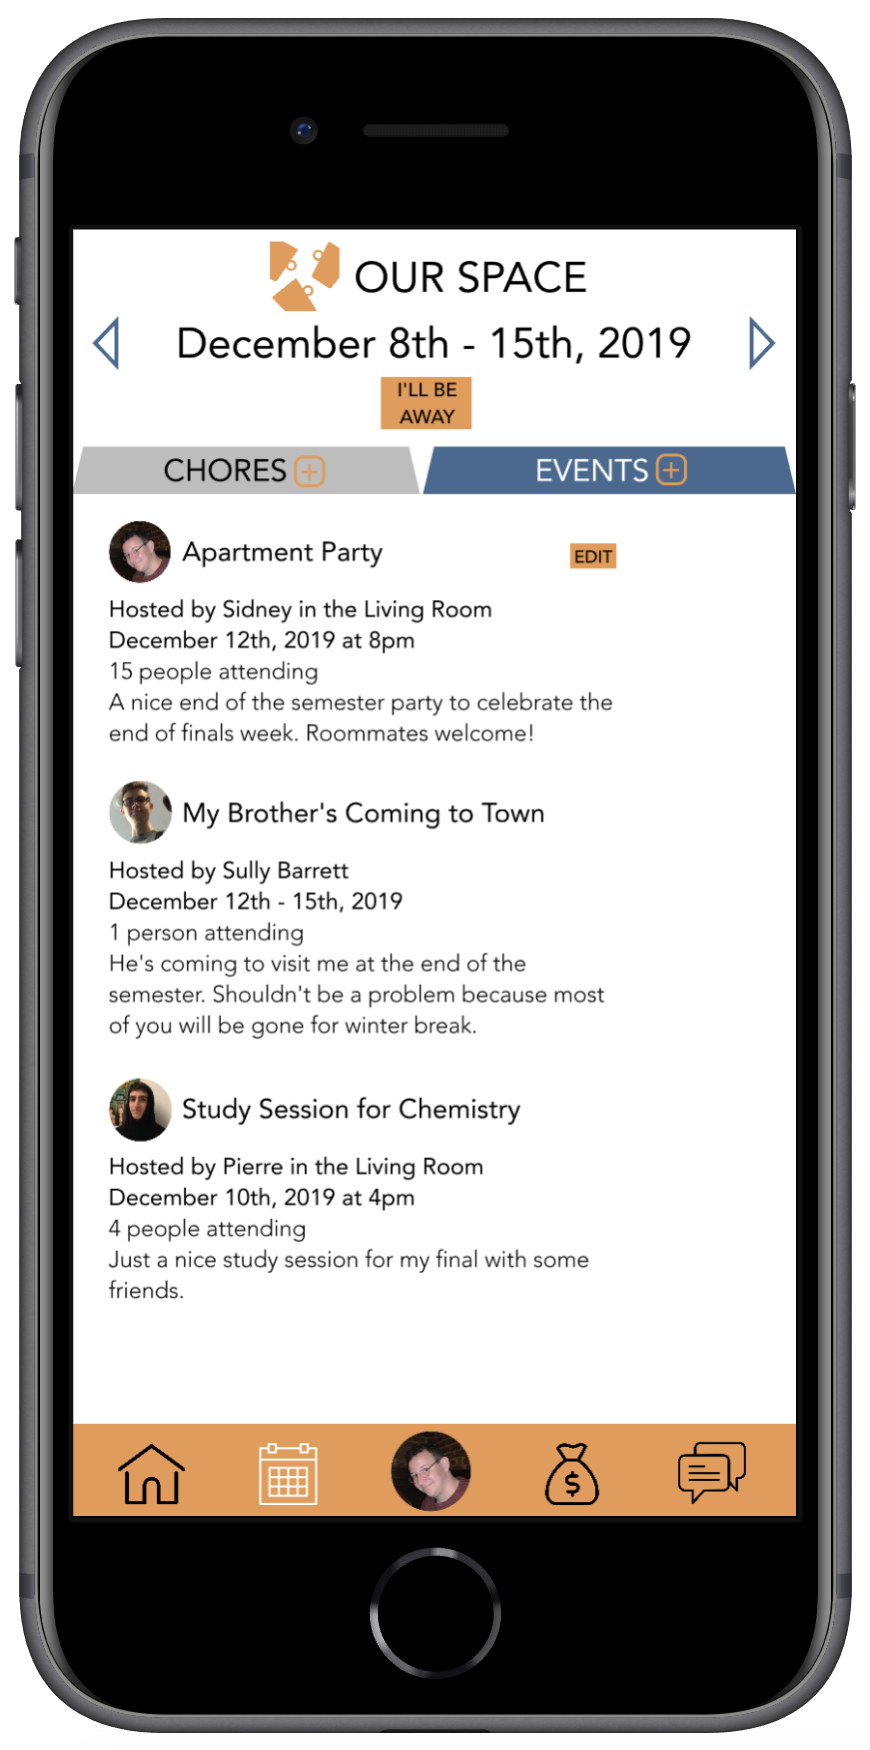 OUR SPACE
December 8th - 15th, 2019
I'LL BE
AWAY
CHORES
EVENTS
Apartment Party
EDIT
Hosted by Sidney in the Living Room
December 12th, 2019 at 8pm
15 people attending
A nice end of the semester party to celebrate the
end of finals week. Roommates welcome!
My Brother's Coming to Town
Hosted by Sully Barrett
December 12th - 15th, 2019
1 person attending
He's coming to visit me at the end of the
semester. Shouldn't be a problem because most
of you will be gone for winter break.
Study Session for Chemistry
Hosted by Pierre in the Living Room
December 10th, 2019 at 4pm
4 people attending
Just a nice study session for my final with some
friends.
$